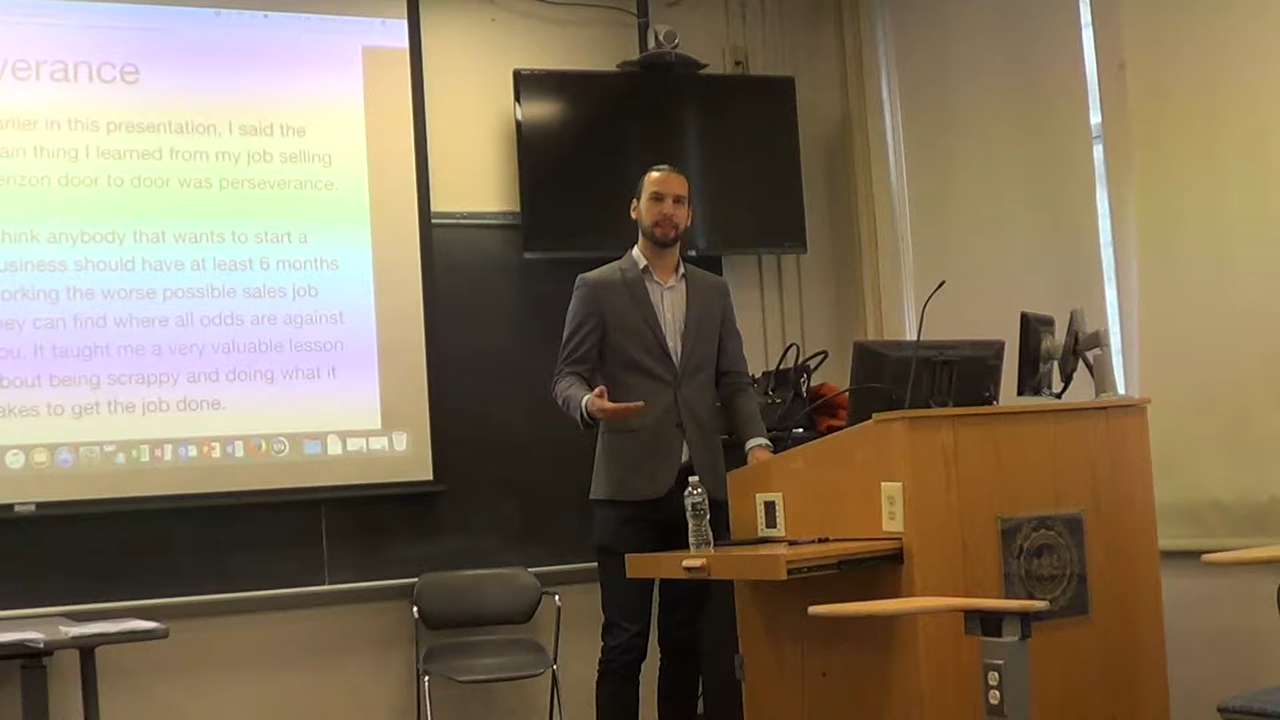 verance
arlier in this presentation, I said the
ain thing I learned from my job selling
erizon door to door was perseverance.
think anybody that wants to start a
usiness should have at least 6 months
orking the worse possible sales job
hey can find where all odds are against
ou. It taught me a very valuable lesson
bout being scrappy and doing what it
akes to get the job done.